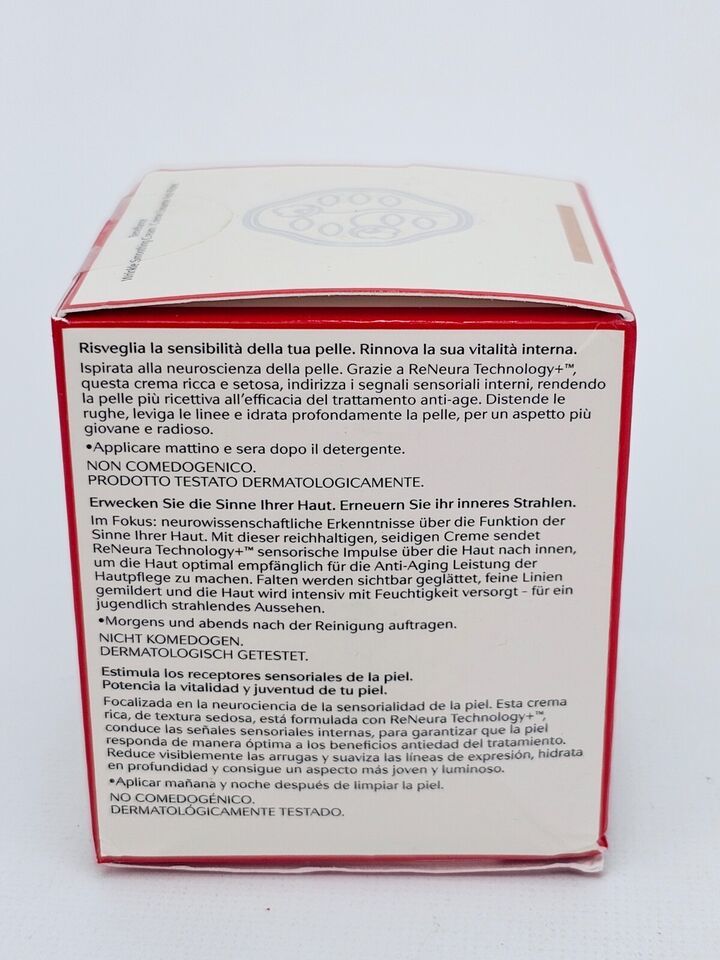 Wrinkle Smoothing Cream
Risveglia la sensibilità della tua pelle. Rinnova la sua vitalità interna.
Ispirata alla neuroscienza della pelle. Grazie a ReNeura Technology+™,
questa crema ricca e setosa, indirizza i segnali sensoriali interni, rendendo
la pelle più ricettiva all'efficacia del trattamento anti-age. Distende le
rughe, leviga le linee e idrata profondamente la pelle, per un aspetto più
giovane e radioso.
•Applicare mattino e sera dopo il detergente.
NON COMEDOGENICO.
PRODOTTO TESTATO DERMATOLOGICAMENTE.
Erwecken Sie die Sinne Ihrer Haut. Erneuern Sie ihr inneres Strahlen.
Im Fokus: neurowissenschaftliche Erkenntnisse über die Funktion der
Sinne Ihrer Haut. Mit dieser reichhaltigen, seidigen Creme sendet
ReNeura Technology+™ sensorische Impulse über die Haut nach innen,
um die Haut optimal empfänglich für die Anti-Aging Leistung der
Hautpflege zu machen. Falten werden sichtbar geglättet, feine Linien
gemildert und die Haut wird intensiv mit Feuchtigkeit versorgt - für ein
jugendlich strahlendes Aussehen.
•Morgens und abends nach der Reinigung auftragen.
NICHT KOMEDOGEN.
DERMATOLOGISCH GETESTET.
Estimula los receptores sensoriales de la piel.
Potencia la vitalidad y juventud de tu piel.
Focalizada en la neurociencia de la sensorialidad de la piel. Esta crema
rica, de textura sedosa, está formulada con ReNeura Technology+™,
conduce las señales sensoriales internas, para garantizar que la piel
responda de manera óptima a los beneficios antiedad del tratamiento.
Reduce visiblemente las arrugas y suaviza las líneas de expresión, hidrata
en profundidad y consigue un aspecto más joven y luminoso.
•Aplicar mañana y noche después de limpiar la piel.
NO COMEDOGÉNICO.
DERMATOLÓGICAMENTE TESTADO.